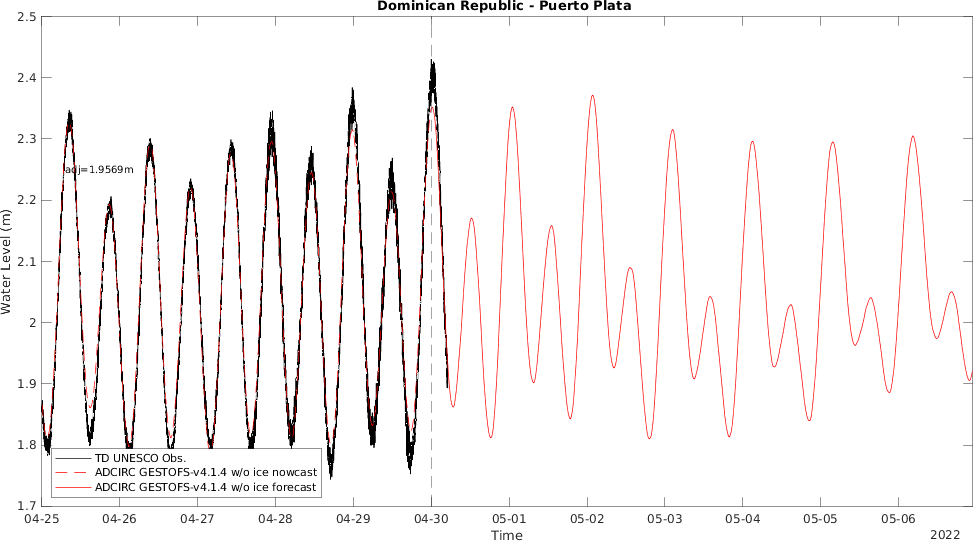 Dominican Republic - Puerto Plata
2.5
2.4
2.3
2.2
2.1
2
1.9
1.8
1.7
Water Level (m)
adj=1.9569m
TD UNESCO Obs.
ADCIRC GESTOFS-v4.1.4 w/o ice nowcast
ADCIRC GESTOFS-v4.1.4 w/o ice forecast
04-25 04-26 04-27 04-28 04-29 04-30 05-01 05-02 05-03 05-04 05-05 05-06
Time
2022